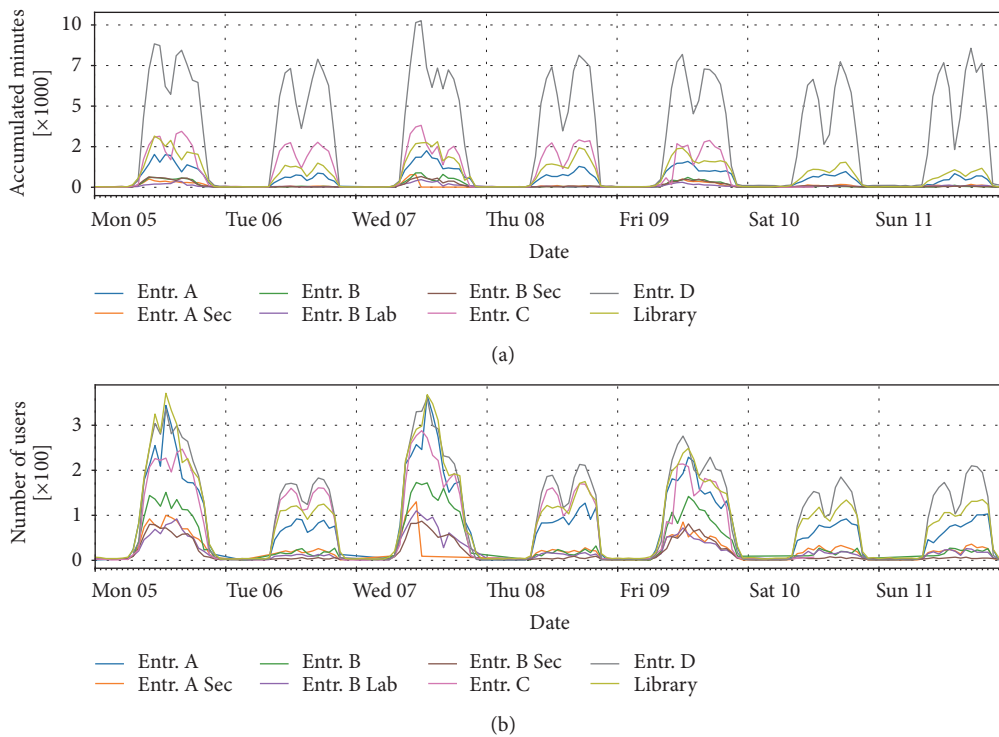 Accumulated minutes
[×1000]
10
7
5
2
0
Mon 05 Tue 06 Wed 07 Thu 08 Fri 09 Sat 10 Sun 11
Date
Entr. A Entr. B Entr. B Sec Entr. D
Entr. A Sec Entr. B Lab Entr. C Library
(a)
Number of users
[×100]
3
2
1
0
Mon 05 Tue 06 Wed 07 Thu 08 Fri 09 Sat 10 Sun 11
Date
Entr. A Entr. B Entr. B Sec Entr. D
Entr. A Sec Entr. B Lab Entr. C Library
(b)